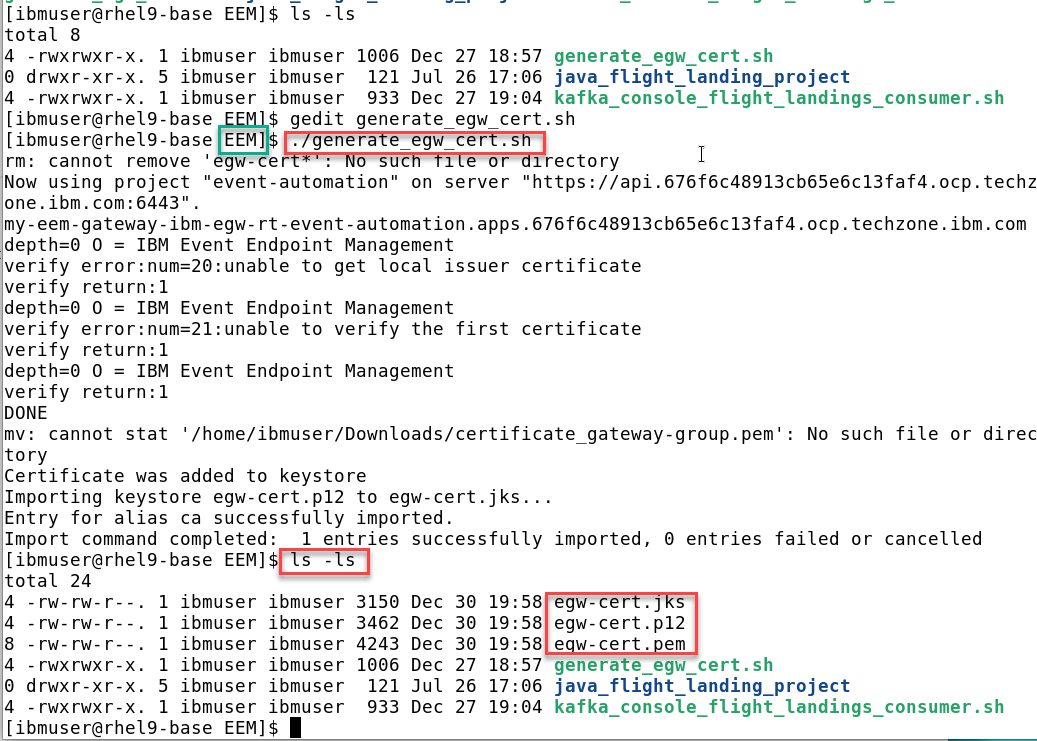 [ibmuser@rhel9-base EEM]$ ls -ls
total 8
4 -rwxrwxr-x. 1 ibmuser ibmuser 1006 Dec 27 18:57 generate_egw_cert.sh
0 drwxr-xr-x. 5 ibmuser ibmuser  121 Jul 26 17:06 java_flight_landing_project
4 -rwxrwxr-x. 1 ibmuser ibmuser  933 Dec 27 19:04 kafka_console_flight_landings_consumer.sh
[ibmuser@rhel9-base EEM]$ gedit generate_egw_cert.sh
[ibmuser@rhel9-base EEM]$ ./generate_egw_cert.sh
rm: cannot remove 'egw-cert*': No such file or directory
Now using project "event-automation" on server "https://api.676f6c48913cb65e6c13faf4.ocp.techz
one.ibm.com:6443".
my-eem-gateway-ibm-egw-rt-event-automation.apps.676f6c48913cb65e6c13faf4.ocp.techzone.ibm.com
depth=0 O = IBM Event Endpoint Management
verify error:num=20:unable to get local issuer certificate
verify return:1
depth=0 O = IBM Event Endpoint Management
verify error:num=21:unable to verify the first certificate
verify return:1
depth=0 O = IBM Event Endpoint Management
verify return:1
DONE
mv: cannot stat '/home/ibmuser/Downloads/certificate_gateway-group.pem': No such file or direc
tory
Certificate was added to keystore
Importing keystore egw-cert.p12 to egw-cert.jks...
Entry for alias ca successfully imported.
Import command completed:  1 entries successfully imported, 0 entries failed or cancelled
[ibmuser@rhel9-base EEM]$ ls -ls
total 24
4 -rw-rw-r--. 1 ibmuser ibmuser 3150 Dec 30 19:58 egw-cert.jks
4 -rw-rw-r--. 1 ibmuser ibmuser 3462 Dec 30 19:58 egw-cert.p12
8 -rw-rw-r--. 1 ibmuser ibmuser 4243 Dec 30 19:58 egw-cert.pem
4 -rwxrwxr-x. 1 ibmuser ibmuser 1006 Dec 27 18:57 generate_egw_cert.sh
0 drwxr-xr-x. 5 ibmuser ibmuser  121 Jul 26 17:06 java_flight_landing_project
4 -rwxrwxr-x. 1 ibmuser ibmuser  933 Dec 27 19:04 kafka_console_flight_landings_consumer.sh
[ibmuser@rhel9-base EEM]$